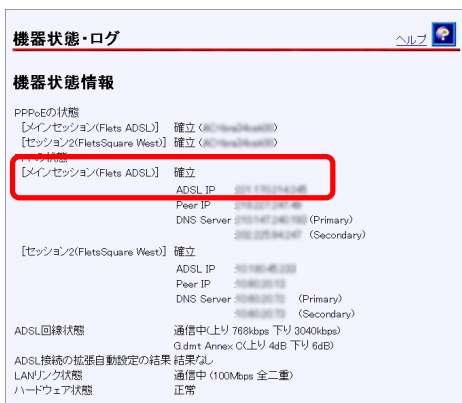 機器状態・ログ
ヘルプ ?
機器状態情報
PPPoEの状態
[メインセッション(Flets ADSL)] 確立 (
[セッション2(FletsSquare West)] 確立 (
[メインセッション(Flets ADSL)] 確立
ADSL IP
Peer IP
DNS Server (Primary)
(Secondary)
[セッション2(FletsSquare West)] 確立
ADSL IP
Peer IP
DNS Server (Primary)
(Secondary)
ADSL回線状態 通信中(上り 768kbps 下り 3040kbps)
G.dmt Annex C(上り 4dB 下り 6dB)
ADSL接続の拡張自動設定の結果 結果なし
LANリンク状態 通信中 (100Mbps 全二重)
ハードウェア状態 正常